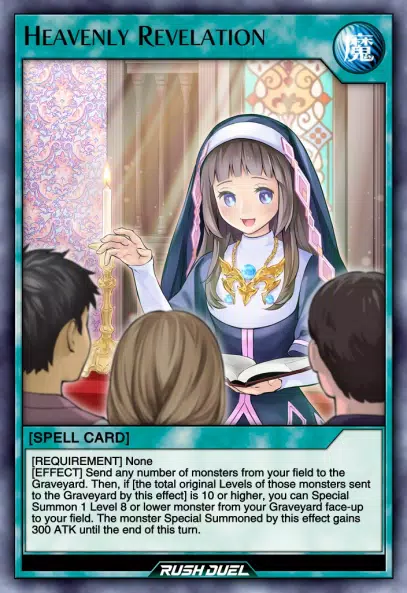 HEAVENLY REVELATION
魔
[SPELL CARD]
[REQUIREMENT] None
[EFFECT] Send any number of monsters from your field to the
Graveyard. Then, if [the total original Levels of those monsters sent
to the Graveyard by this effect] is 10 or higher, you can Special
Summon 1 Level 8 or lower monster from your Graveyard face-up
to your field. The monster Special Summoned by this effect gains
300 ATK until the end of this turn.
RUSH DUEL